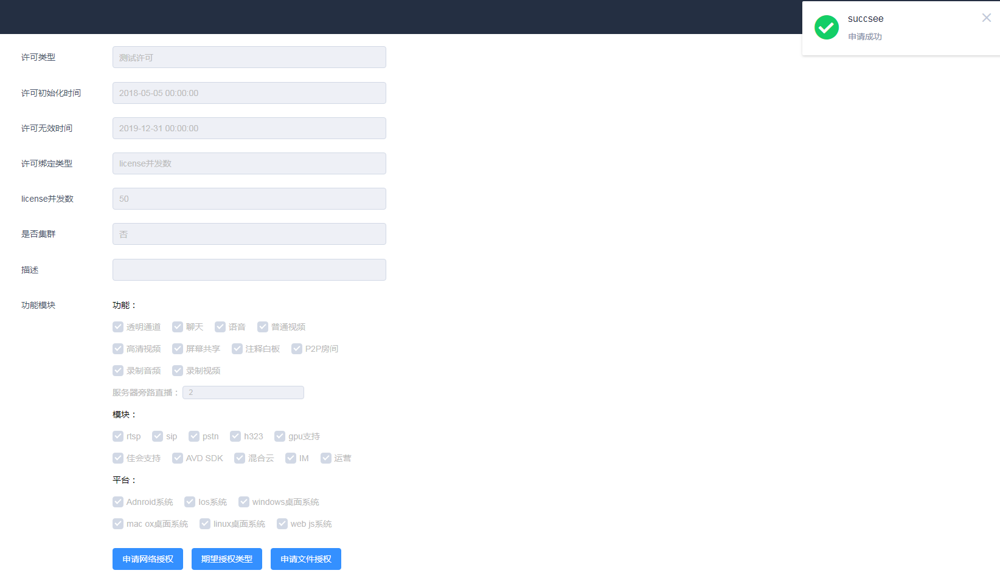 succsee
申请成功
许可类型 测试许可
许可初始化时间 2018-05-05 00:00:00
许可无效时间 2019-12-31 00:00:00
许可绑定类型 license并发数
license并发数 50
是否集群 否
描述
功能模块 功能：
透明通道 聊天 语音 普通视频
高清视频 屏幕共享 注释白板 P2P房间
录制音频 录制视频
服务器旁路直播： 2
模块：
rtsp sip pstn h323 gpu支持
佳会支持 AVD SDK 混合云 IM 运营
平台：
Adnroid系统 Ios系统 windows桌面系统
mac ox桌面系统 linux桌面系统 web js系统
申请网络授权 期望授权类型 申请文件授权